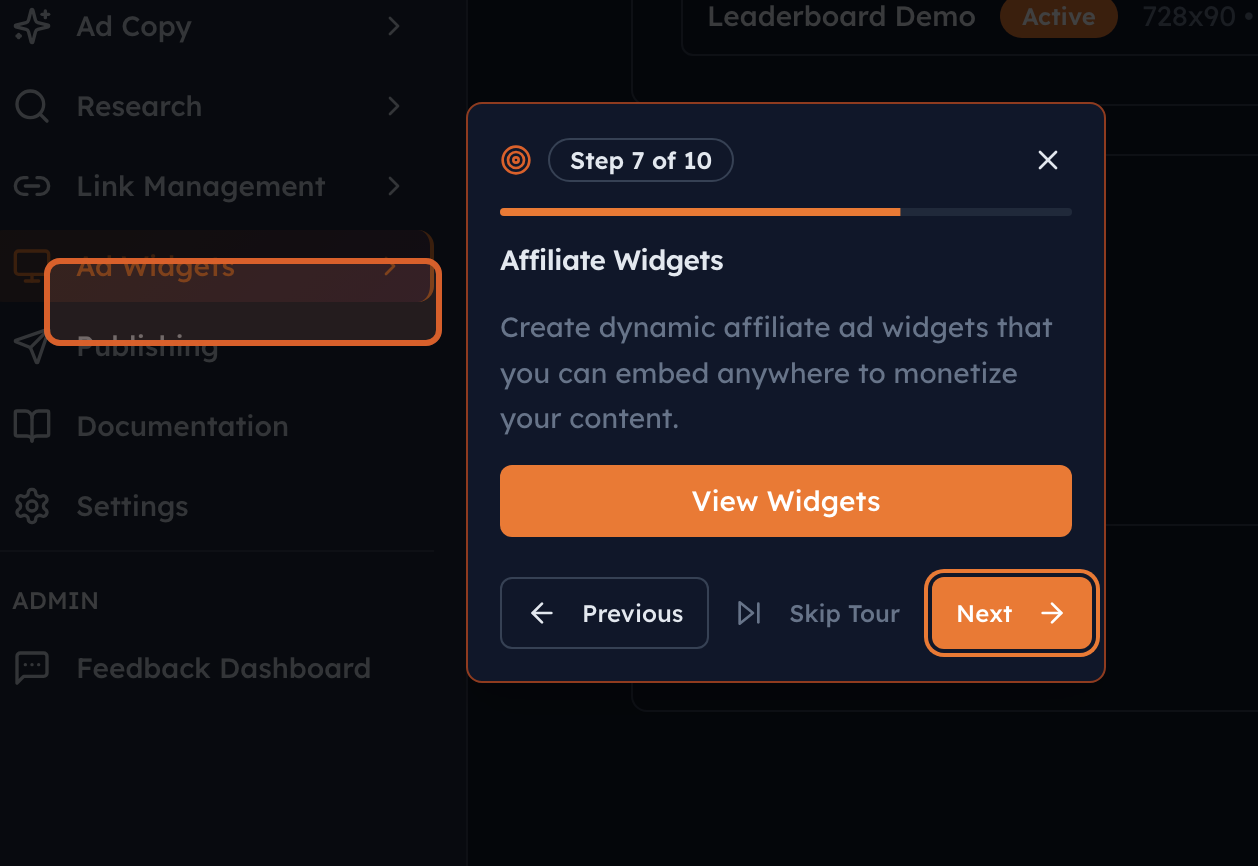 Ad Copy
Research
Link Management
Ad Widgets
Publishing
Documentation
Settings
ADMIN
Feedback Dashboard
Leaderboard Demo Active 728x90 •
Step 7 of 10
Affiliate Widgets
Create dynamic affiliate ad widgets that
you can embed anywhere to monetize
your content.
View Widgets
Previous Skip Tour Next